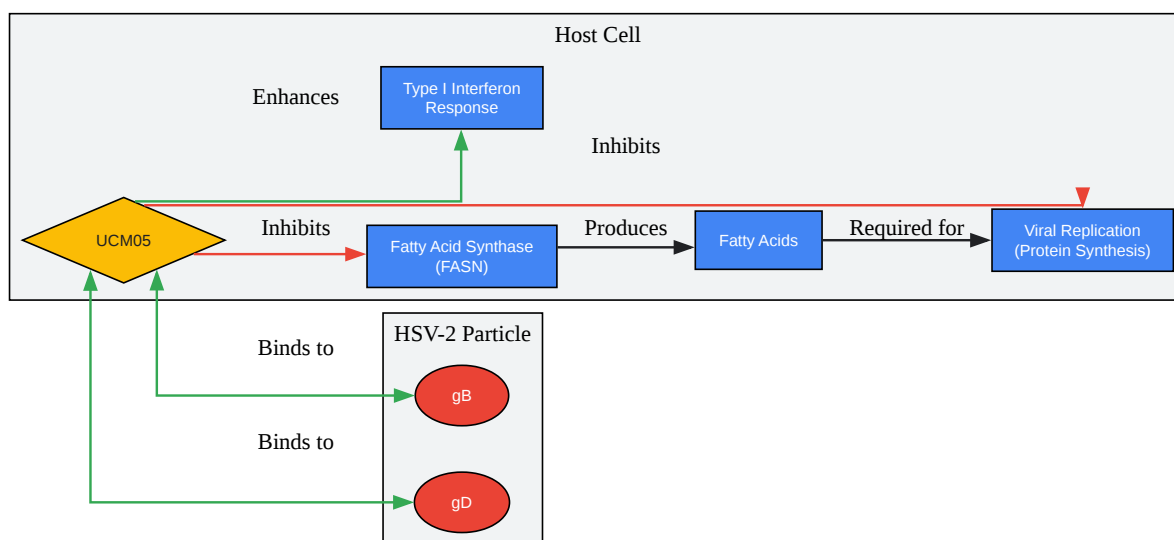 Host Cell
Enhances
Type I Interferon
Response
Inhibits
UCM05
Inhibits
Fatty Acid Synthase
(FASN)
Produces
Fatty Acids
Required for
Viral Replication
(Protein Synthesis)
HSV-2 Particle
Binds to
gB
Binds to
gD